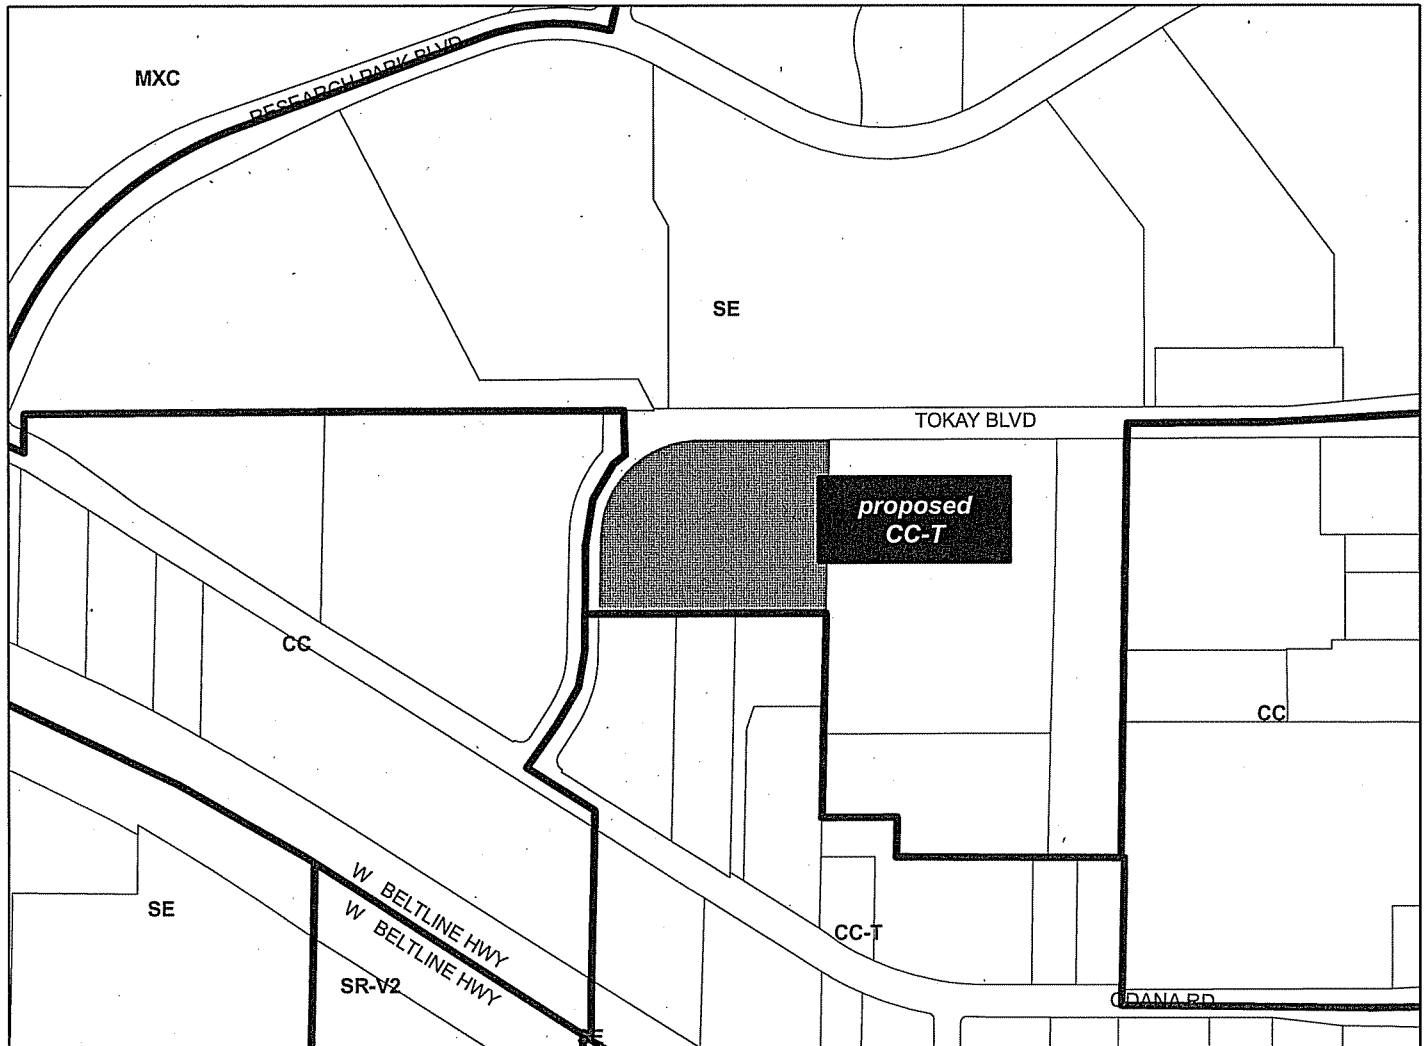 MXC
RESEARCH PARK BLVD
SE
TOKAY BLVD
proposed
CC-T
CC
CC
W BELTLINE HWY
W BELTLINE HWY
SE
CC-T
SR-V2
ODANA RD